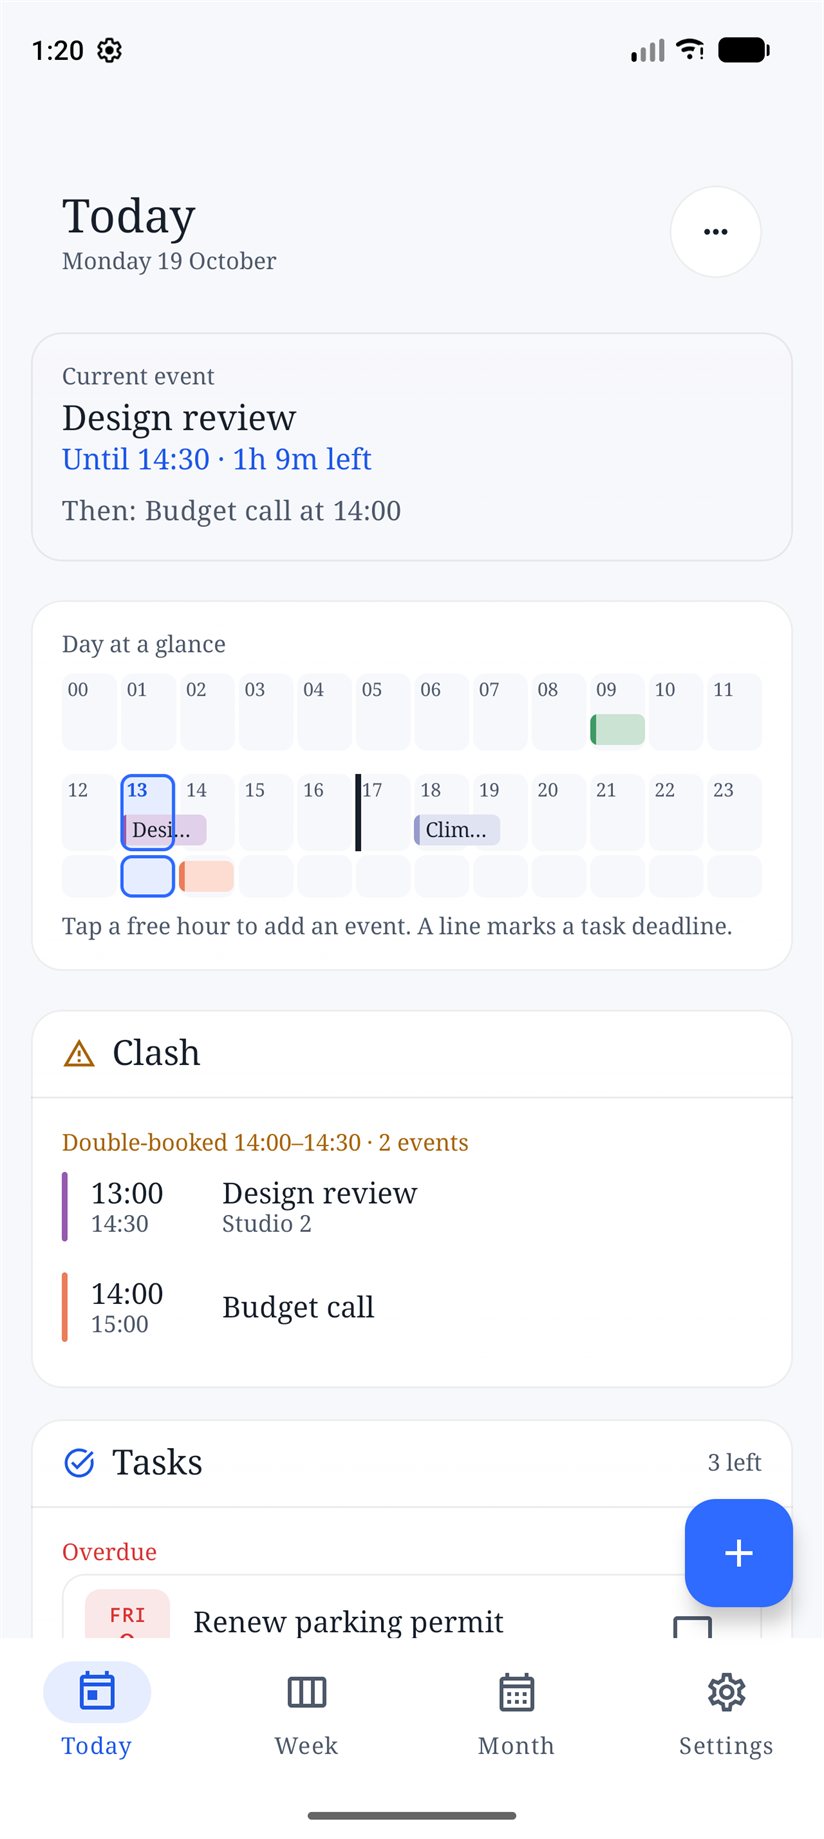 1:20
Today
Monday 19 October
Current event
Design review
Until 14:30 · 1h 9m left
Then: Budget call at 14:00
Day at a glance
00 01 02 03 04 05 06 07 08 09 10 11
12 13 14 15 16 17 18 19 20 21 22 23
Desi... Clim...
Tap a free hour to add an event. A line marks a task deadline.
Clash
Double-booked 14:00–14:30 · 2 events
13:00 Design review
14:30 Studio 2
14:00 Budget call
15:00
Tasks 3 left
Overdue
FRI Renew parking permit
Today Week Month Settings